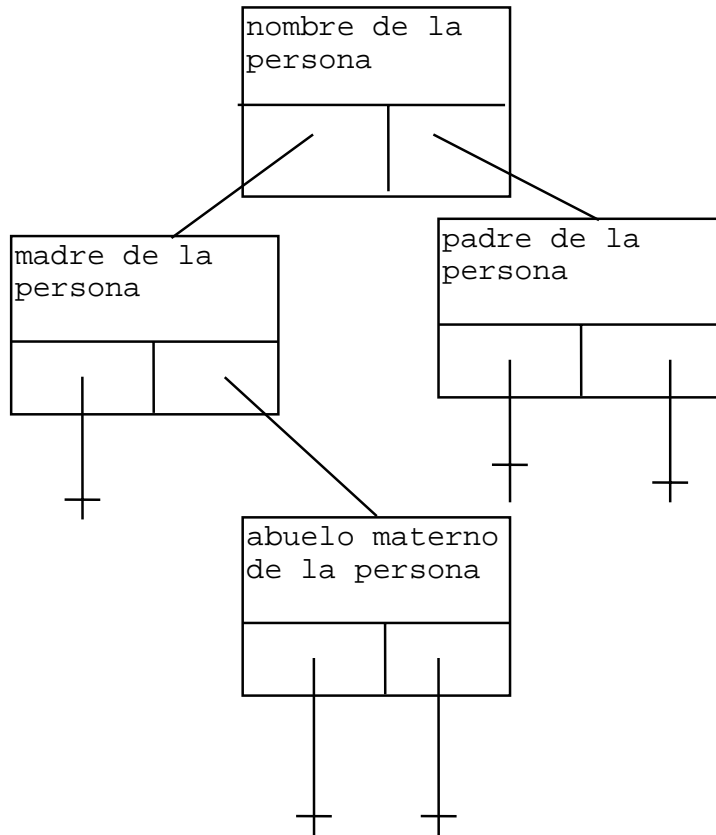 nombre de la
persona
madre de la
persona
padre de la
persona
abuelo materno
de la persona